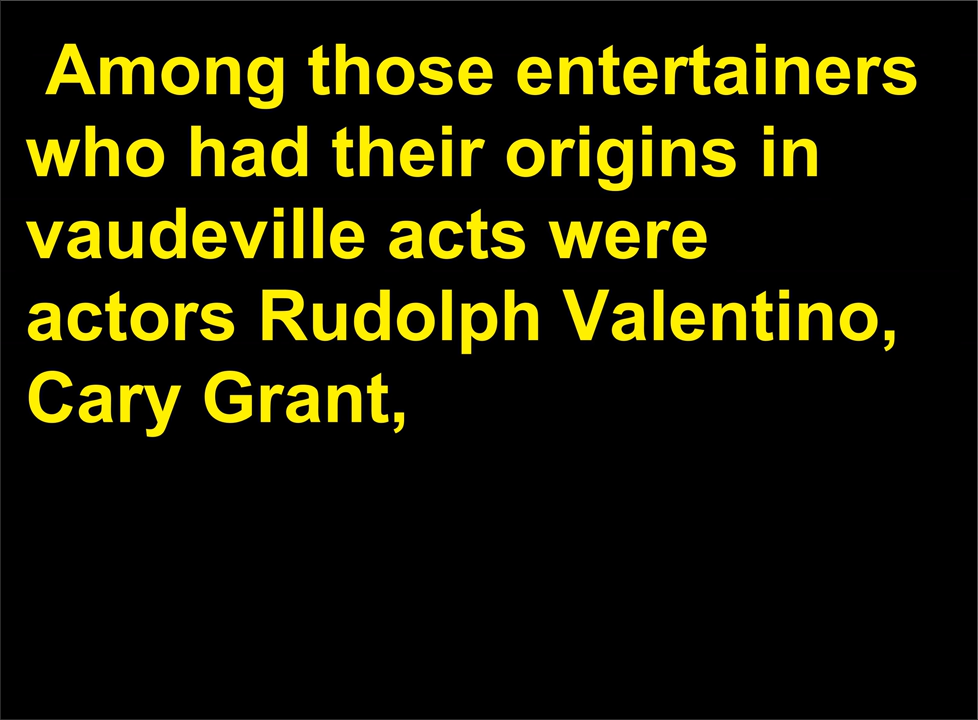 Among those entertainers
who had their origins in
vaudeville acts were
actors Rudolph Valentino,
Cary Grant,